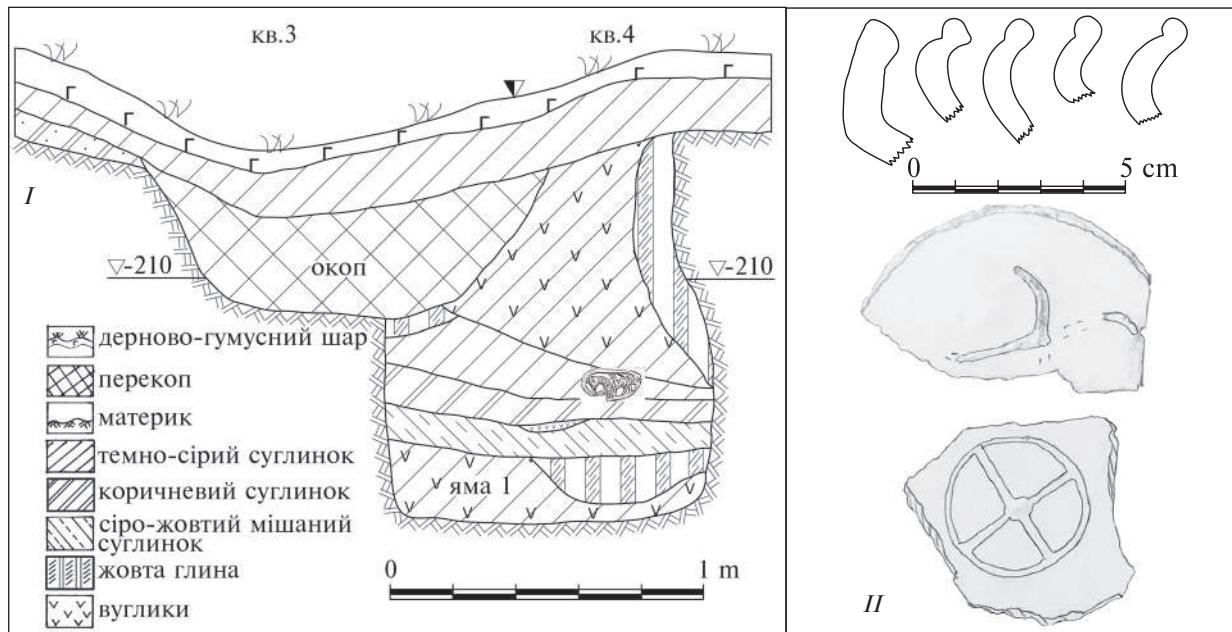 кв.3 кв.4
I
окоп
-210 -210
дерново-гумусний шар
перекоп
материк
темно-сірий суглинок
коричневий суглинок
сіро-жовтий мішаний
суглинок
жовта глина
вуглики
яма 1
0 1 m
0 5 cm
II